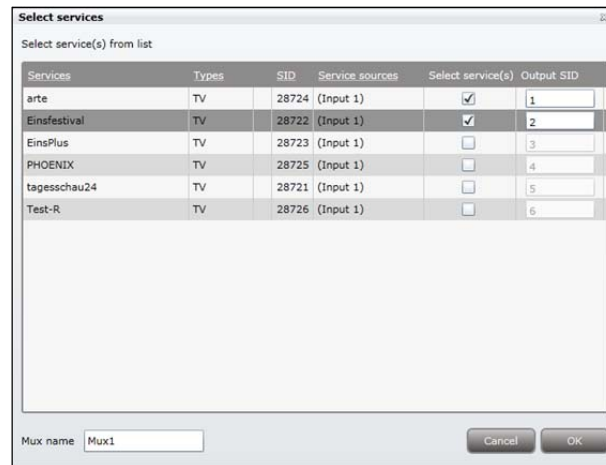 Select services
Select service(s) from list
Services Types SID Service sources Select service(s) Output SID
arte TV 28724 (Input 1) 1
Einsfestival TV 28722 (Input 1) 2
EinsPlus TV 28723 (Input 1) 3
PHOENIX TV 28725 (Input 1) 4
tagesschau24 TV 28721 (Input 1) 5
Test-R TV 28726 (Input 1) 6
Mux name Mux1 Cancel OK